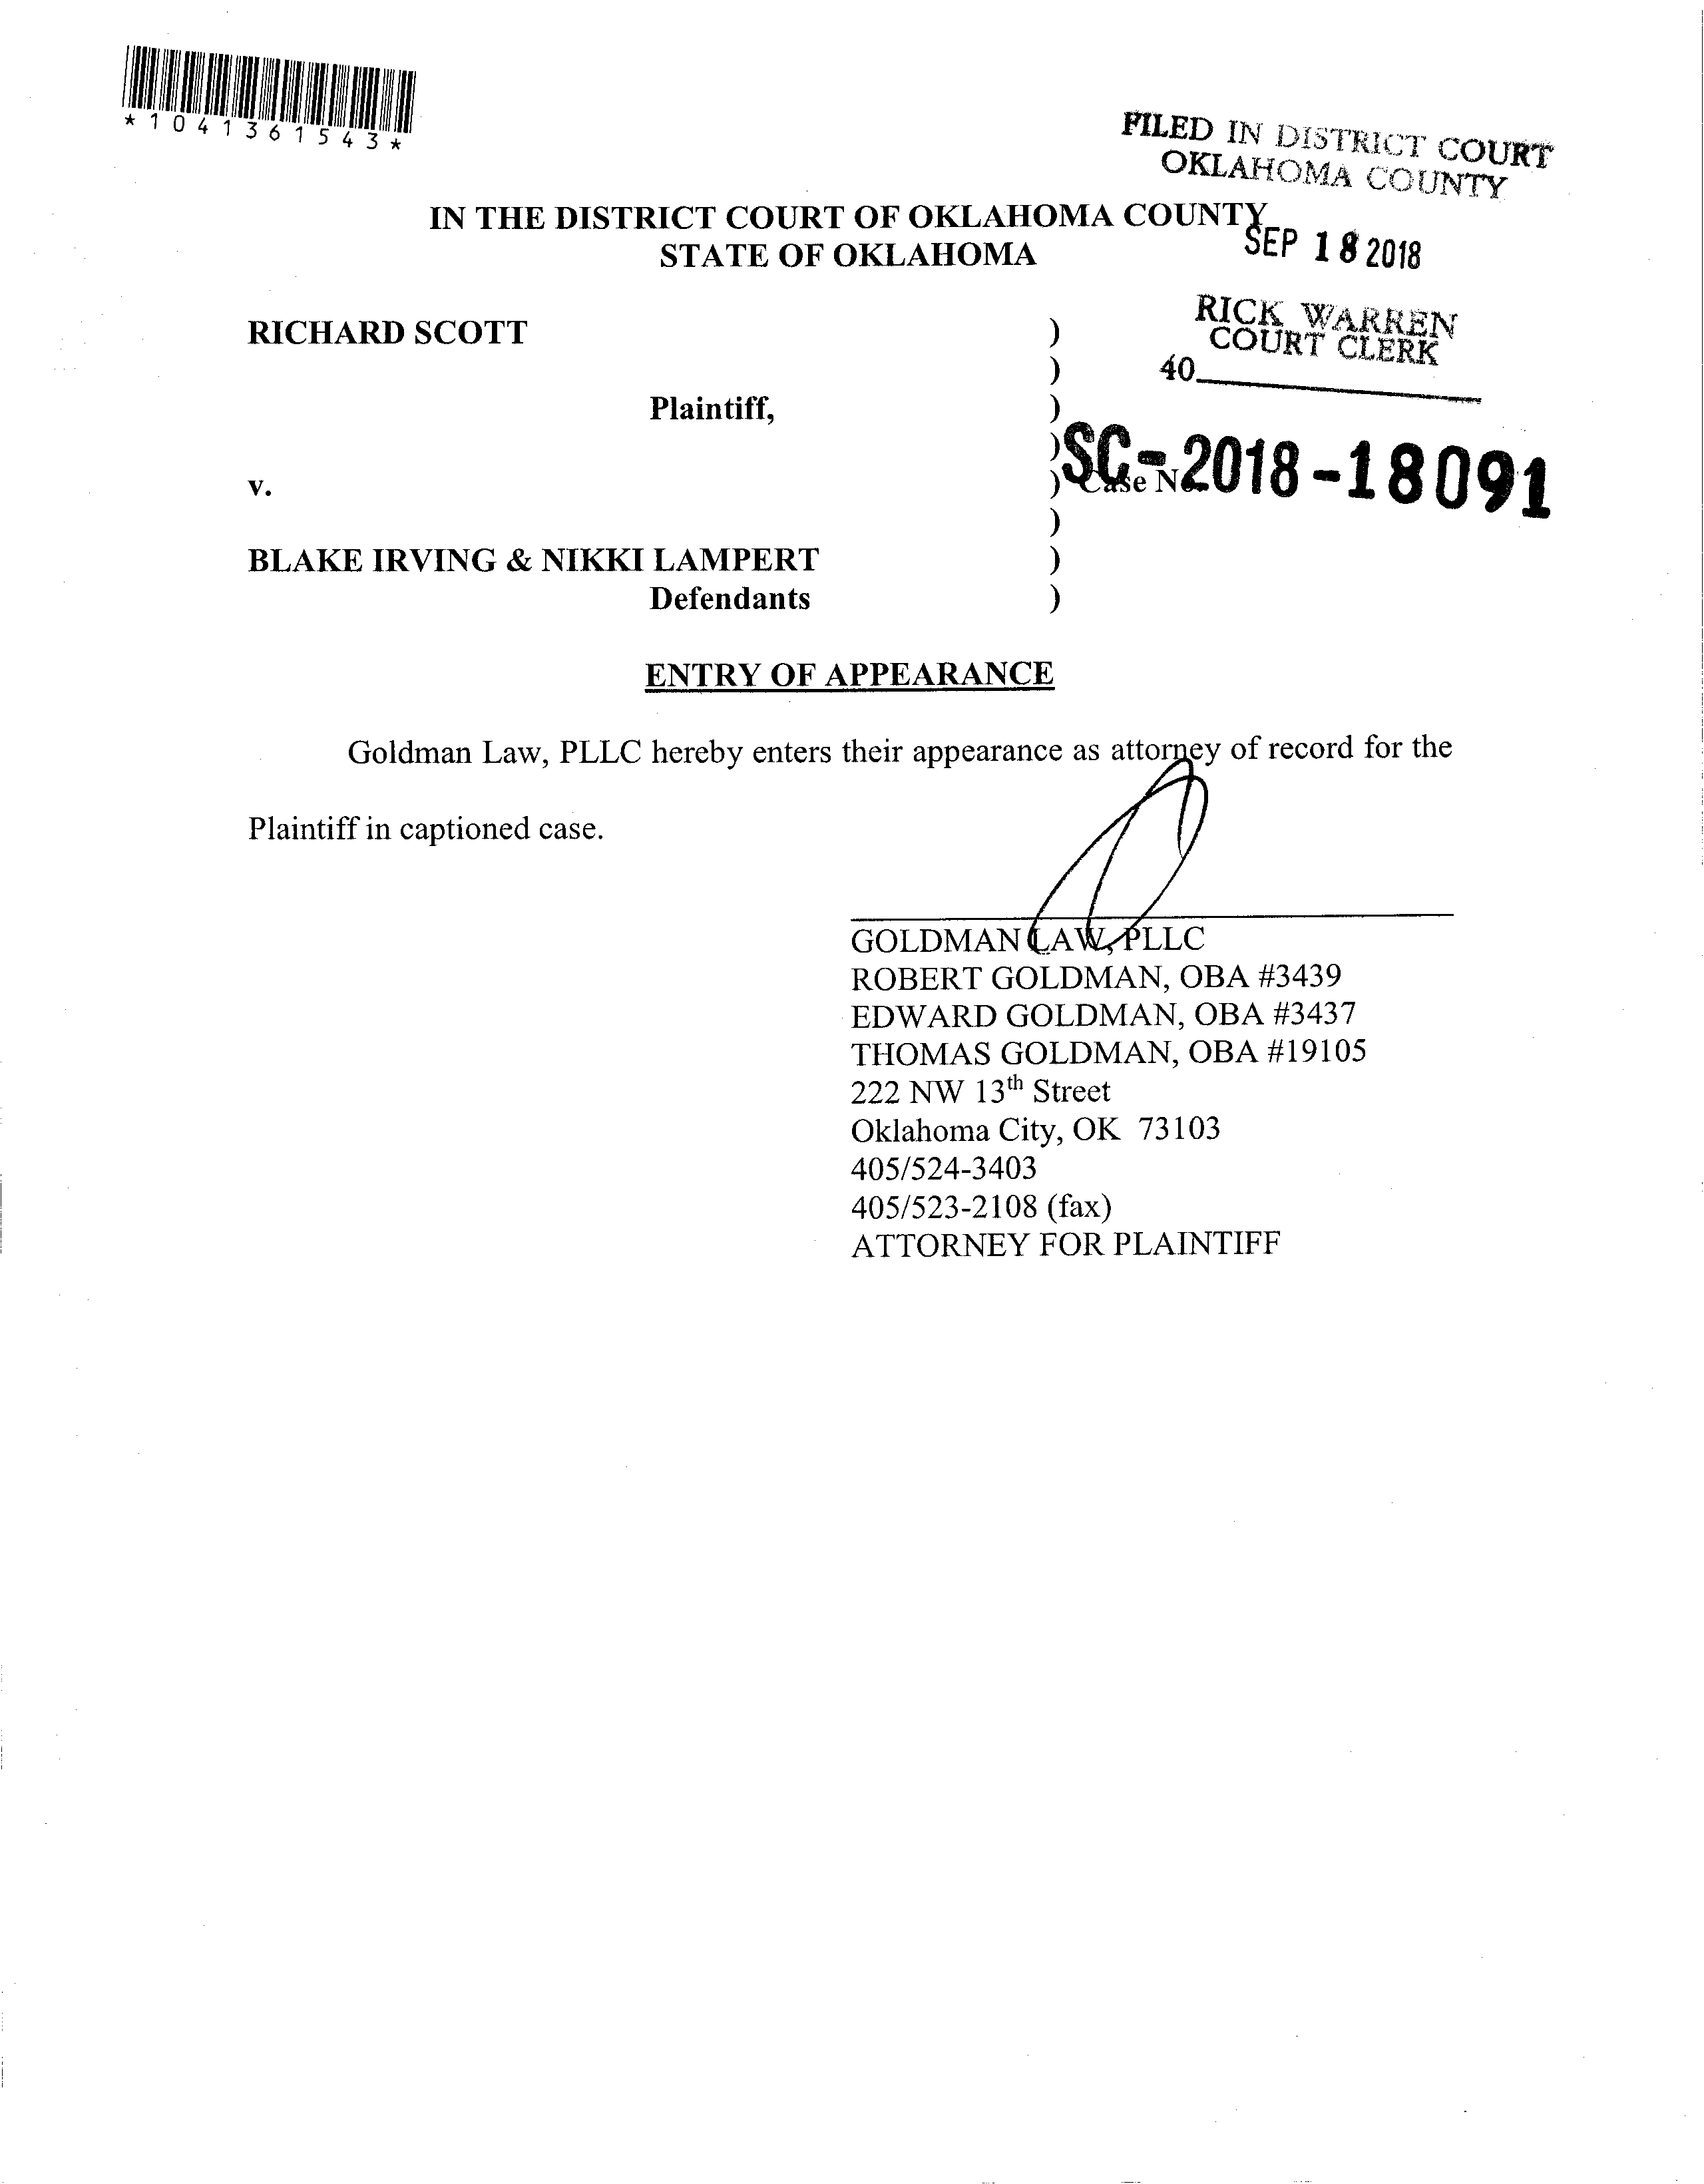 *1041361543*
FILED IN DISTRICT COURT
OKLAHOMA COUNTY
IN THE DISTRICT COURT OF OKLAHOMA COUNTY
STATE OF OKLAHOMA
SEP 18 2018
RICK WARREN
COURT CLERK
40
RICHARD SCOTT )
)
Plaintiff, )
)
v. ) Case No. SC-2018-18091
)
BLAKE IRVING & NIKKI LAMPERT )
Defendants )
ENTRY OF APPEARANCE
Goldman Law, PLLC hereby enters their appearance as attorney of record for the
Plaintiff in captioned case.
GOLDMAN LAW, PLLC
ROBERT GOLDMAN, OBA #3439
EDWARD GOLDMAN, OBA #3437
THOMAS GOLDMAN, OBA #19105
222 NW 13th Street
Oklahoma City, OK 73103
405/524-3403
405/523-2108 (fax)
ATTORNEY FOR PLAINTIFF